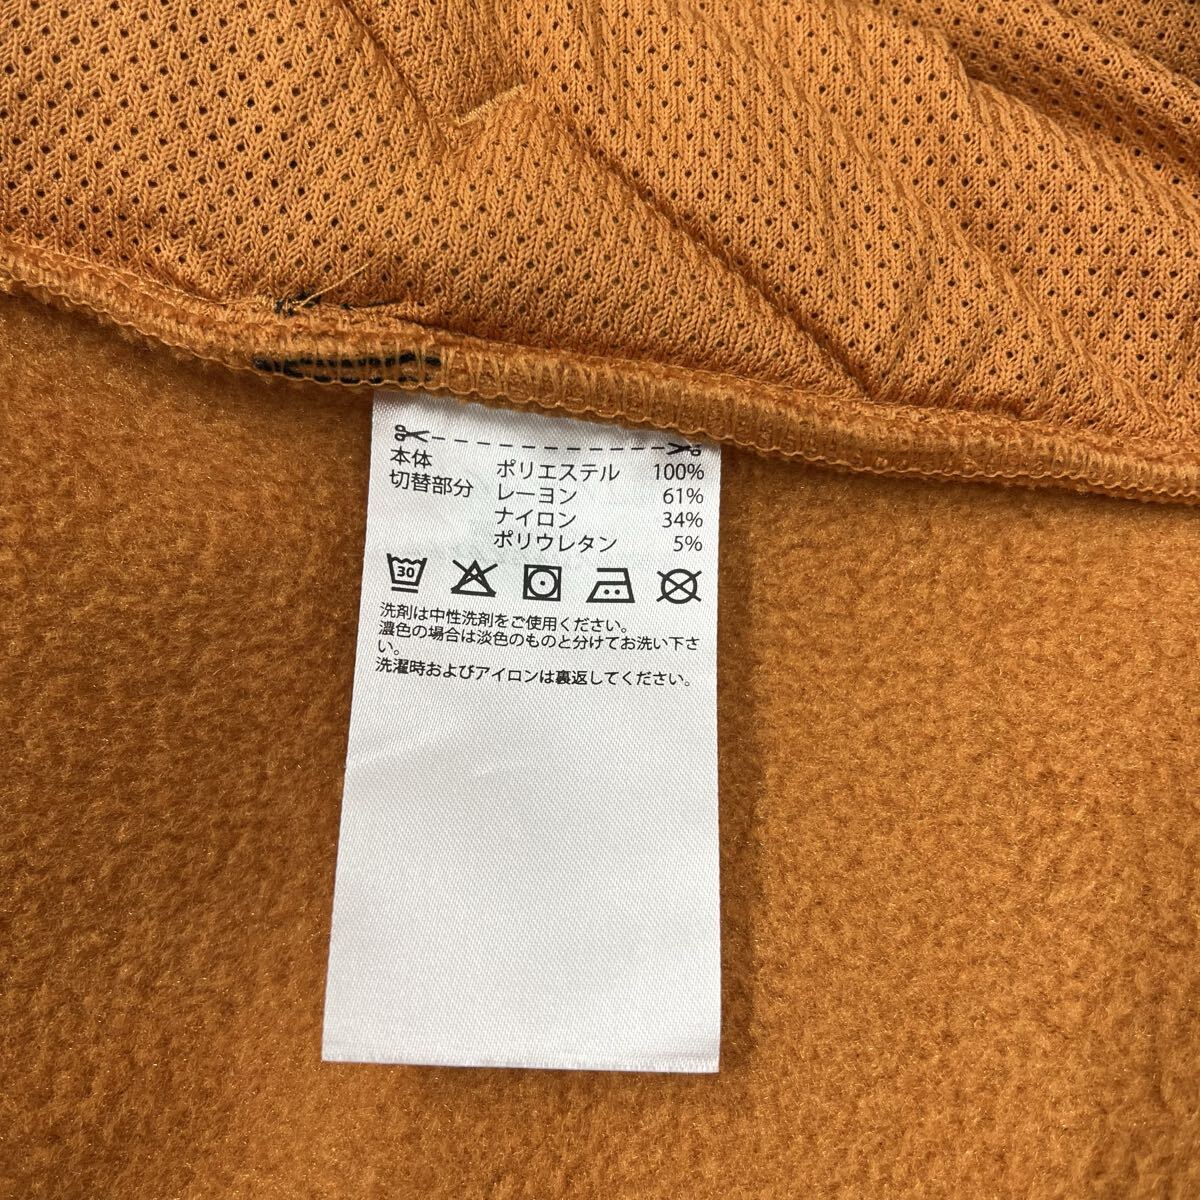 本体 ポリエステル 100%
切替部分 レーヨン 61%
ナイロン 34%
ポリウレタン 5%
30
洗剤は中性洗剤をご使用ください。
濃色の場合は淡色のものと分けてお洗い下さ
い。
洗濯時およびアイロンは裏返してください。